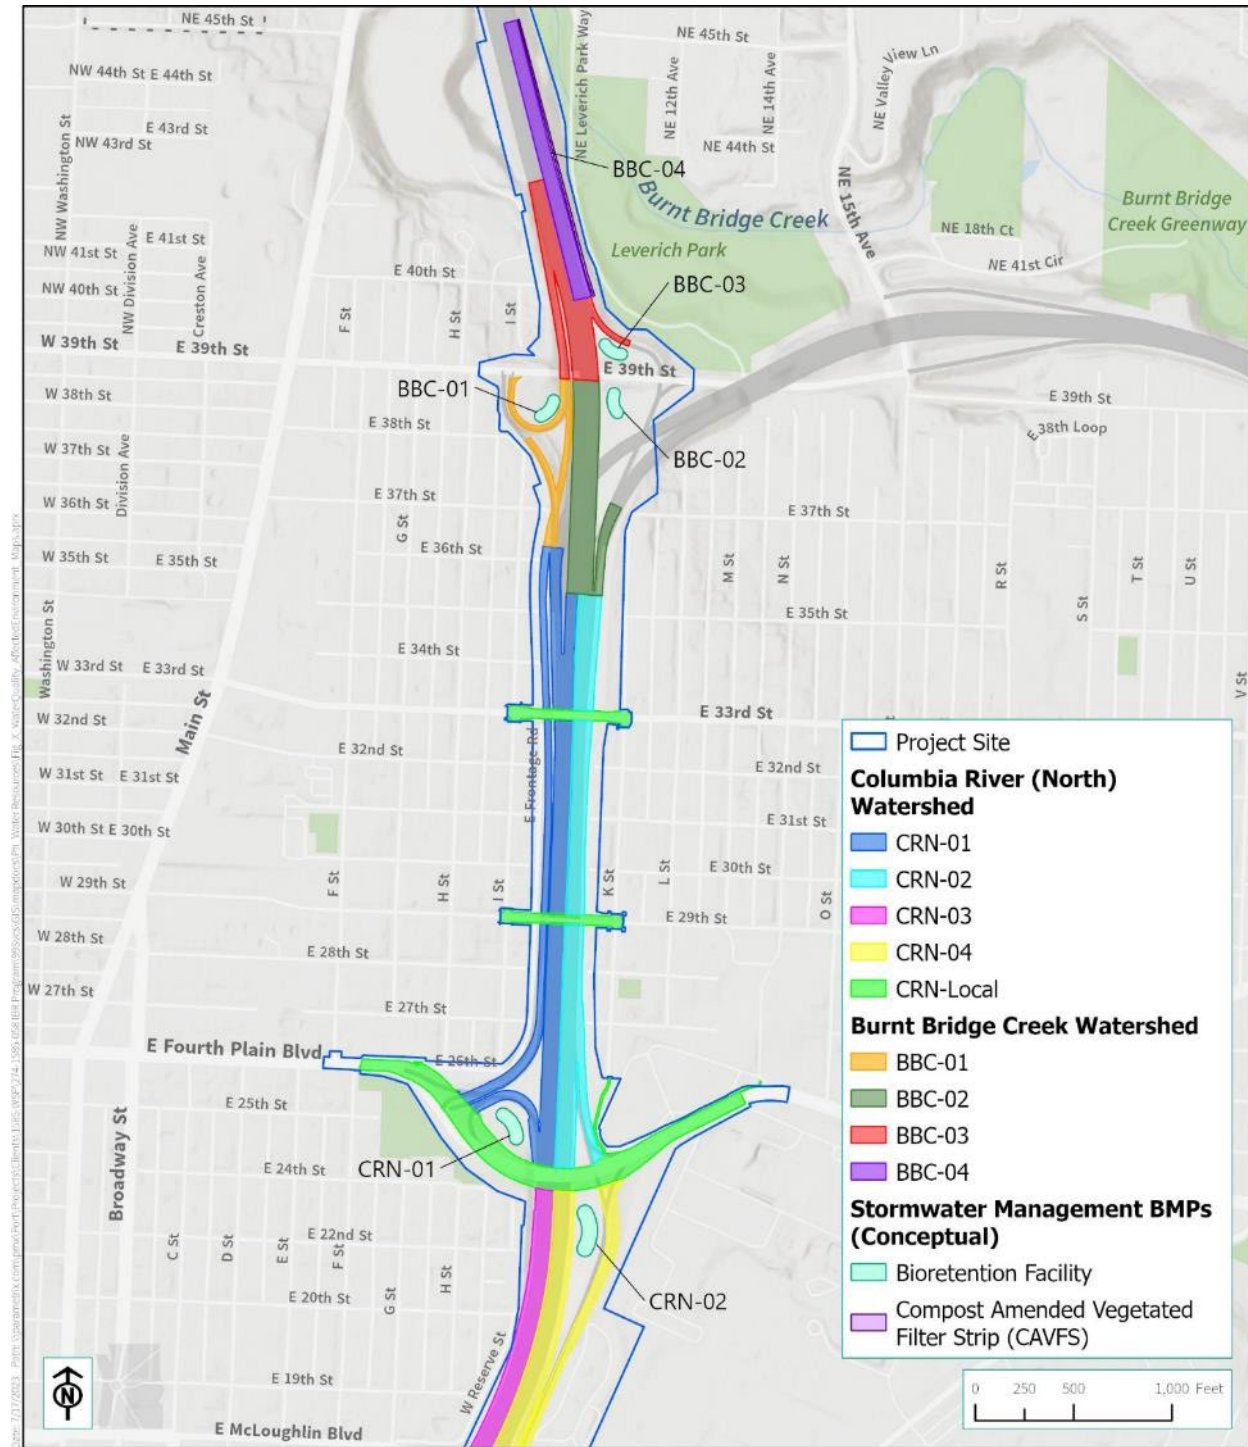 NE 45th St
NE 45th St
NW 44th St E 44th St
NE Leverich Park Way
NE 12th Ave
NE 14th Ave
NE Valley View Ln
E 43rd St
NW 43rd St
NE 44th St
NW Washington St
BBC-04
NE 15th Ave
Burnt Bridge Creek
Burnt Bridge
Creek Greenway
E 41st St
NW 41st St
NE 18th Ct
Leverich Park
NE 41st Cir
NW Division Ave
Creston Ave
E 40th St
NW 40th St
BBC-03
F St
H St
I St
W 39th St
E 39th St
E 39th St
BBC-01
W 38th St
E 39th St
E 38th St
E 38th Loop
W 37th St
BBC-02
Division Ave
W 36th St
E 37th St
E 37th St
G St
W 35th St
E 35th St
E 36th St
M St
N St
R St
S St
T St
U St
E 35th St
Washington St
E 34th St
W 33rd St
E 33rd St
V St
W 32nd St
E 33rd St
Main St
E 32nd St
E Frontage Rd
E 32nd St
W 31st St
E 31st St
E 31st St
W 30th St
E 30th St
E 30th St
W 29th St
F St
H St
I St
K St
L St
O St
E 29th St
W 28th St
E 28th St
W 27th St
E 27th St
E Fourth Plain Blvd
E 26th St
E 25th St
Broadway St
CRN-01
E 24th St
C St
D St
E St
F St
E 22nd St
H St
E 20th St
G St
CRN-02
W Reserve St
E 19th St
E McLoughlin Blvd
N
Project Site
Columbia River (North)
Watershed
CRN-01
CRN-02
CRN-03
CRN-04
CRN-Local
Burnt Bridge Creek Watershed
BBC-01
BBC-02
BBC-03
BBC-04
Stormwater Management BMPs
(Conceptual)
Bioretention Facility
Compost Amended Vegetated
Filter Strip (CAVFS)
0 250 500 1,000 Feet